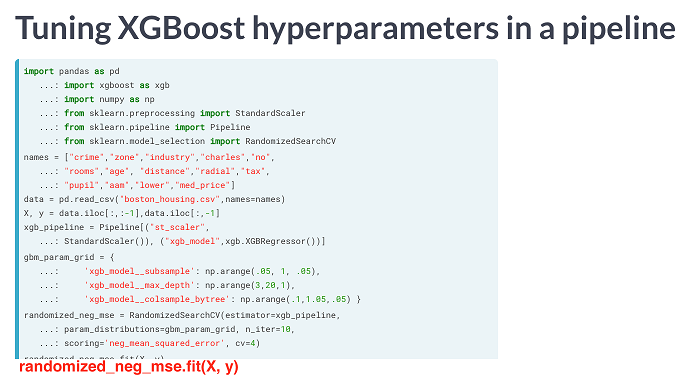 Tuning XGBoost hyperparameters in a pipeline
import pandas as pd
...: import xgboost as xgb
...: import numpy as np
...: from sklearn.preprocessing import StandardScaler
...: from sklearn.pipeline import Pipeline
...: from sklearn.model_selection import RandomizedSearchCV
names = ["crime","zone","industry","charles","no",
...: "rooms","age", "distance","radial","tax",
...: "pupil","aam","lower","med_price"]
data = pd.read_csv("boston_housing.csv",names=names)
X, y = data.iloc[:,:-1],data.iloc[:,-1]
xgb_pipeline = Pipeline[("st_scaler",
...: StandardScaler()), ("xgb_model",xgb.XGBRegressor())]
gbm_param_grid = {
...:     'xgb_model__subsample': np.arange(.05, 1, .05),
...:     'xgb_model__max_depth': np.arange(3,20,1),
...:     'xgb_model__colsample_bytree': np.arange(.1,1.05,.05) }
randomized_neg_mse = RandomizedSearchCV(estimator=xgb_pipeline,
...: param_distributions=gbm_param_grid, n_iter=10,
...: scoring='neg_mean_squared_error', cv=4)
randomized_neg_mse.fit(X, y)
randomized_neg_mse.fit(X, y)